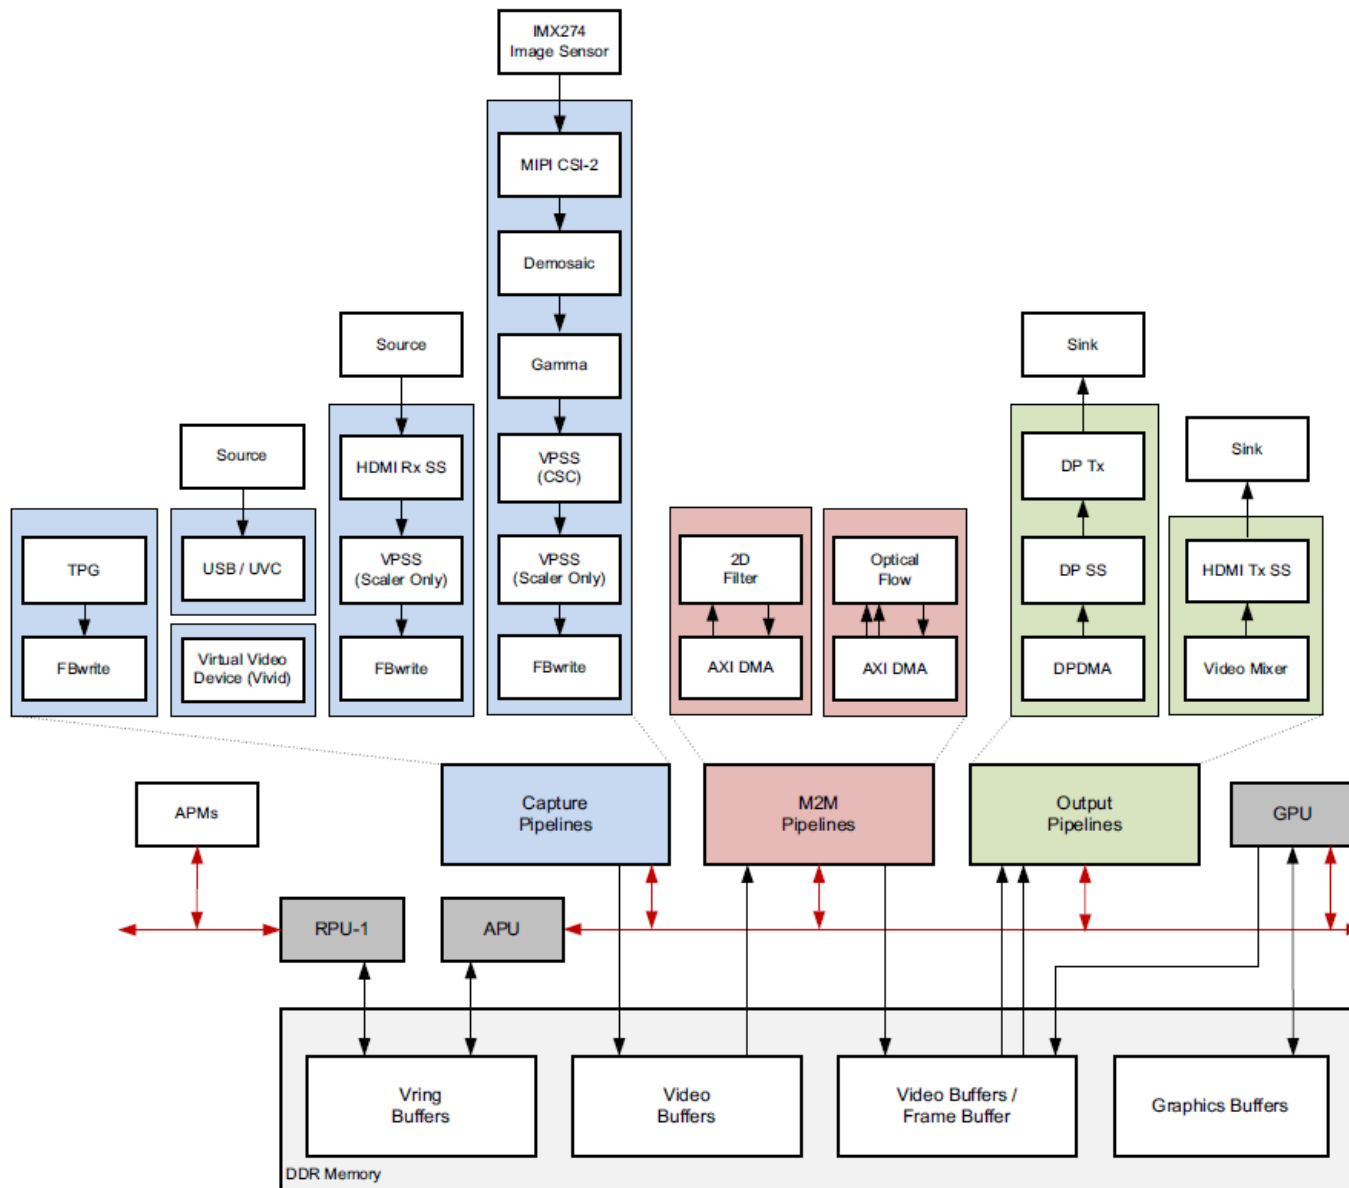 IMX274
Image Sensor
MIPI CSI-2
Demosaic
Source
Gamma
Sink
Source
HDMI Rx SS
VPSS
(CSC)
DP Tx
Sink
TPG
USB / UVC
VPSS
(Scaler Only)
VPSS
(Scaler Only)
2D
Filter
Optical
Flow
DP SS
HDMI Tx SS
FBwrite
Virtual Video
Device (Vivid)
FBwrite
FBwrite
AXI DMA
AXI DMA
DPDMA
Video Mixer
APMs
Capture
Pipelines
M2M
Pipelines
Output
Pipelines
GPU
RPU-1
APU
Vring
Buffers
Video
Buffers
Video Buffers /
Frame Buffer
Graphics Buffers
DDR Memory